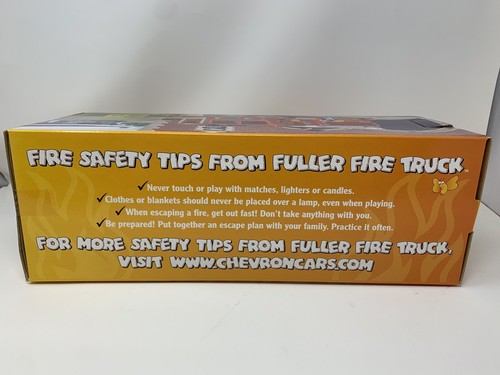 FIRE SAFETY TIPS FROM FULLER FIRE TRUCK™
✓Never touch or play with matches, lighters or candles.
✓Clothes or blankets should never be placed over a lamp, even when playing.
✓When escaping a fire, get out fast! Don't take anything with you.
✓Be prepared! Put together an escape plan with your family. Practice it often.
FOR MORE SAFETY TIPS FROM FULLER FIRE TRUCK,
VISIT WWW.CHEVRONCARS.COM